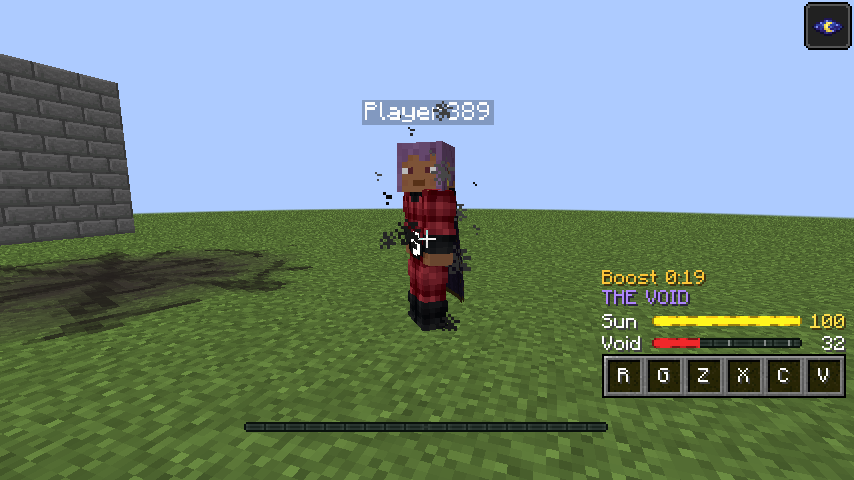 Player389
Boost 0:19
THE VOID
Sun 100
Void 32
R G Z X C V